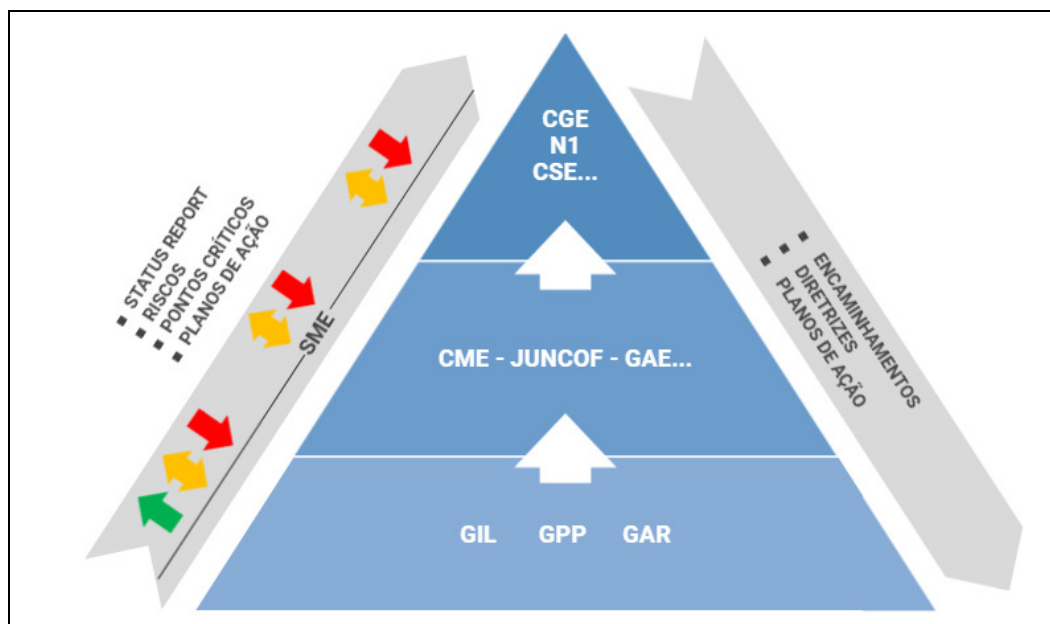 CGE
N1
CSE...
▪ STATUS REPORT
▪ RISCOS
▪ PONTOS CRÍTICOS
▪ PLANOS DE AÇÃO
SME
▪ ENCAMINHAMENTOS
▪ DIRETRIZES
▪ PLANOS DE AÇÃO
CME - JUNCOF - GAE...
GIL GPP GAR